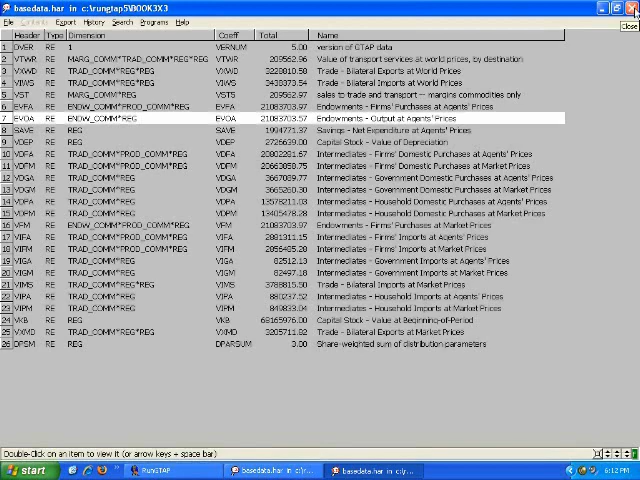 basedata.har in c:\rungtap5\BOOK3X3
File Contents Export History Search Programs Help
Close
Header Type Dimension Coeff Total Name
1 DVER RE 1 VERNUM 5.00 version of GTAP data
2 VTWR RE MARG_COMM*TRAD_COMM*REG*REG VTWR 209562.96 Value of transport services at world prices, by destination
3 VXWD RE TRAD_COMM*REG*REG VXWD 3228810.58 Trade - Bilateral Exports at World Prices
4 VIWS RE TRAD_COMM*REG*REG VIWS 3438373.54 Trade - Bilateral Imports at World Prices
5 VST RE MARG_COMM*REG VSTS 209562.97 sales to trade and transport -- margins commodities only
6 EVFA RE ENDW_COMM*PROD_COMM*REG EVFA 21083703.97 Endowments - Firms' Purchases at Agents' Prices
7 EVOA RE ENDW_COMM*REG EVOA 21083703.57 Endowments - Output at Agents' Prices
8 SAVE RE REG SAVE 1994771.37 Savings - Net Expenditure at Agents' Prices
9 VDEP RE REG VDEP 2726639.00 Capital Stock - Value of Depreciation
10 VDFA RE TRAD_COMM*PROD_COMM*REG VDFA 20802291.67 Intermediates - Firms' Domestic Purchases at Agents' Prices
11 VDFM RE TRAD_COMM*PROD_COMM*REG VDFM 20663058.75 Intermediates - Firms' Domestic Purchases at Market Prices
12 VDGA RE TRAD_COMM*REG VDGA 3667089.77 Intermediates - Government Domestic Purchases at Agents' Prices
13 VDGM RE TRAD_COMM*REG VDGM 3665260.30 Intermediates - Government Domestic Purchases at Market Prices
14 VDPA RE TRAD_COMM*REG VDPA 13578211.03 Intermediates - Household Domestic Purchases at Agents' Prices
15 VDPM RE TRAD_COMM*REG VDPM 13405478.28 Intermediates - Household Domestic Purchases at Market Prices
16 VFM RE ENDW_COMM*PROD_COMM*REG VFM 21083703.97 Endowments - Firms' Purchases at Market Prices
17 VIFA RE TRAD_COMM*PROD_COMM*REG VIFA 2881311.15 Intermediates - Firms' Imports at Agents' Prices
18 VIFM RE TRAD_COMM*PROD_COMM*REG VIFM 2856485.28 Intermediates - Firms' Imports at Market Prices
19 VIGA RE TRAD_COMM*REG VIGA 82512.13 Intermediates - Government Imports at Agents' Prices
20 VIGM RE TRAD_COMM*REG VIGM 82497.18 Intermediates - Government Imports at Market Prices
21 VIMS RE TRAD_COMM*REG*REG VIMS 3788815.50 Trade - Bilateral Imports at Market Prices
22 VIPA RE TRAD_COMM*REG VIPA 880237.52 Intermediates - Household Imports at Agents' Prices
23 VIPM RE TRAD_COMM*REG VIPM 849833.04 Intermediates - Household Imports at Market Prices
24 VKB RE REG VKB 68165976.00 Capital Stock - Value at Beginning-of-Period
25 VXMD RE TRAD_COMM*REG*REG VXMD 3205711.82 Trade - Bilateral Exports at Market Prices
26 DPSM RE REG DPARSUM 3.00 Share-weighted sum of distribution parameters
Double-Click on an item to view it (or arrow keys + space bar)
start RunGTAP basedata.har in c:\r... basedata.har in c:\r... 6:12 PM